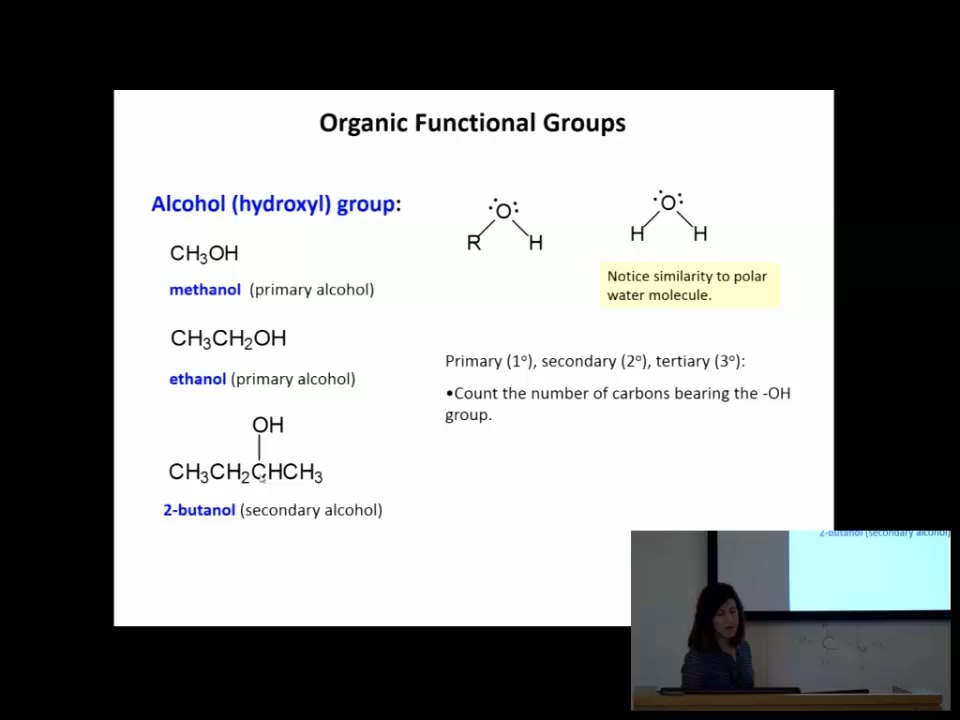 Organic Functional Groups
Alcohol (hydroxyl) group:
CH₃OH
methanol (primary alcohol)
CH₃CH₂OH
ethanol (primary alcohol)
OH
CH₃CH₂CHCH₃
2-butanol (secondary alcohol)
O
R H
O
H H
Notice similarity to polar
water molecule.
Primary (1º), secondary (2º), tertiary (3º):
•Count the number of carbons bearing the -OH
group.
2-butanol (secondary alcohol)